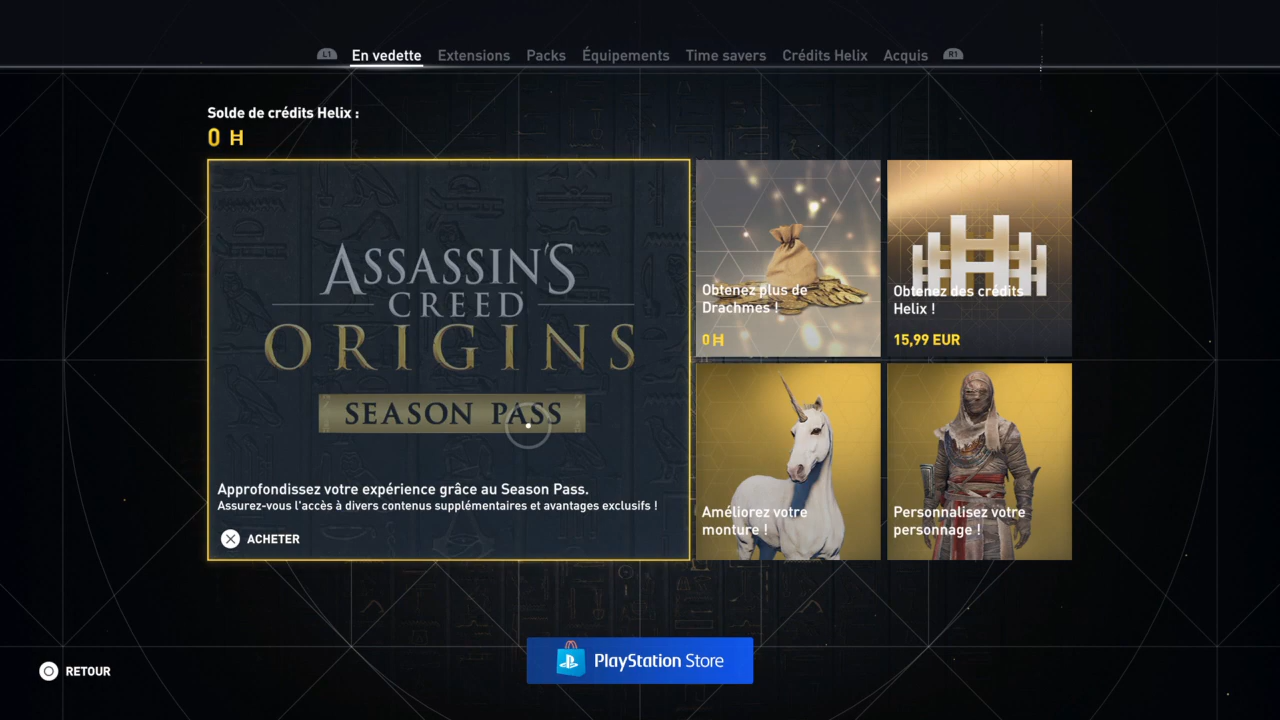 L1 En vedette Extensions Packs Équipements Time savers Crédits Helix Acquis R1
Solde de crédits Helix :
0 H
ASSASSIN'S
CREED
ORIGINS
SEASON PASS
Approfondissez votre expérience grâce au Season Pass.
Assurez-vous l'accès à divers contenus supplémentaires et avantages exclusifs !
ACHETER
Obtenez plus de
Drachmes !
0 H
Obtenez des crédits
Helix !
15,99 EUR
Améliorez votre
monture !
Personnalisez votre
personnage !
PlayStation Store
RETOUR